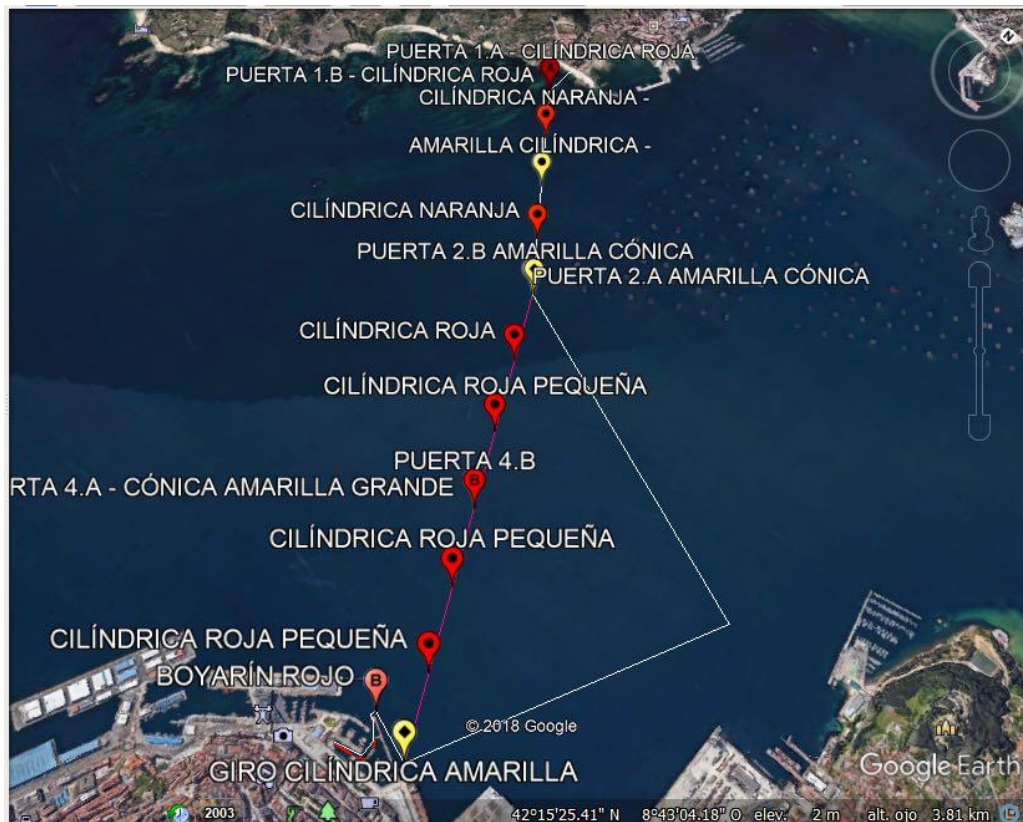 N
PUERTA 1.A - CILÍNDRICA ROJA
PUERTA 1.B - CILÍNDRICA ROJA
CILÍNDRICA NARANJA -
AMARILLA CILÍNDRICA -
CILÍNDRICA NARANJA
PUERTA 2.B AMARILLA CÓNICA
PUERTA 2.A AMARILLA CÓNICA
CILÍNDRICA ROJA
CILÍNDRICA ROJA PEQUEÑA
PUERTA 4.B
RTA 4.A - CÓNICA AMARILLA GRANDE
B
CILÍNDRICA ROJA PEQUEÑA
CILÍNDRICA ROJA PEQUEÑA
BOYARÍN ROJO
B
© 2018 Google
GIRO CILÍNDRICA AMARILLA
Google Earth
2003
42°15'25.41" N 8°43'04.18" O elev. 2 m alt. ojo 3.81 km